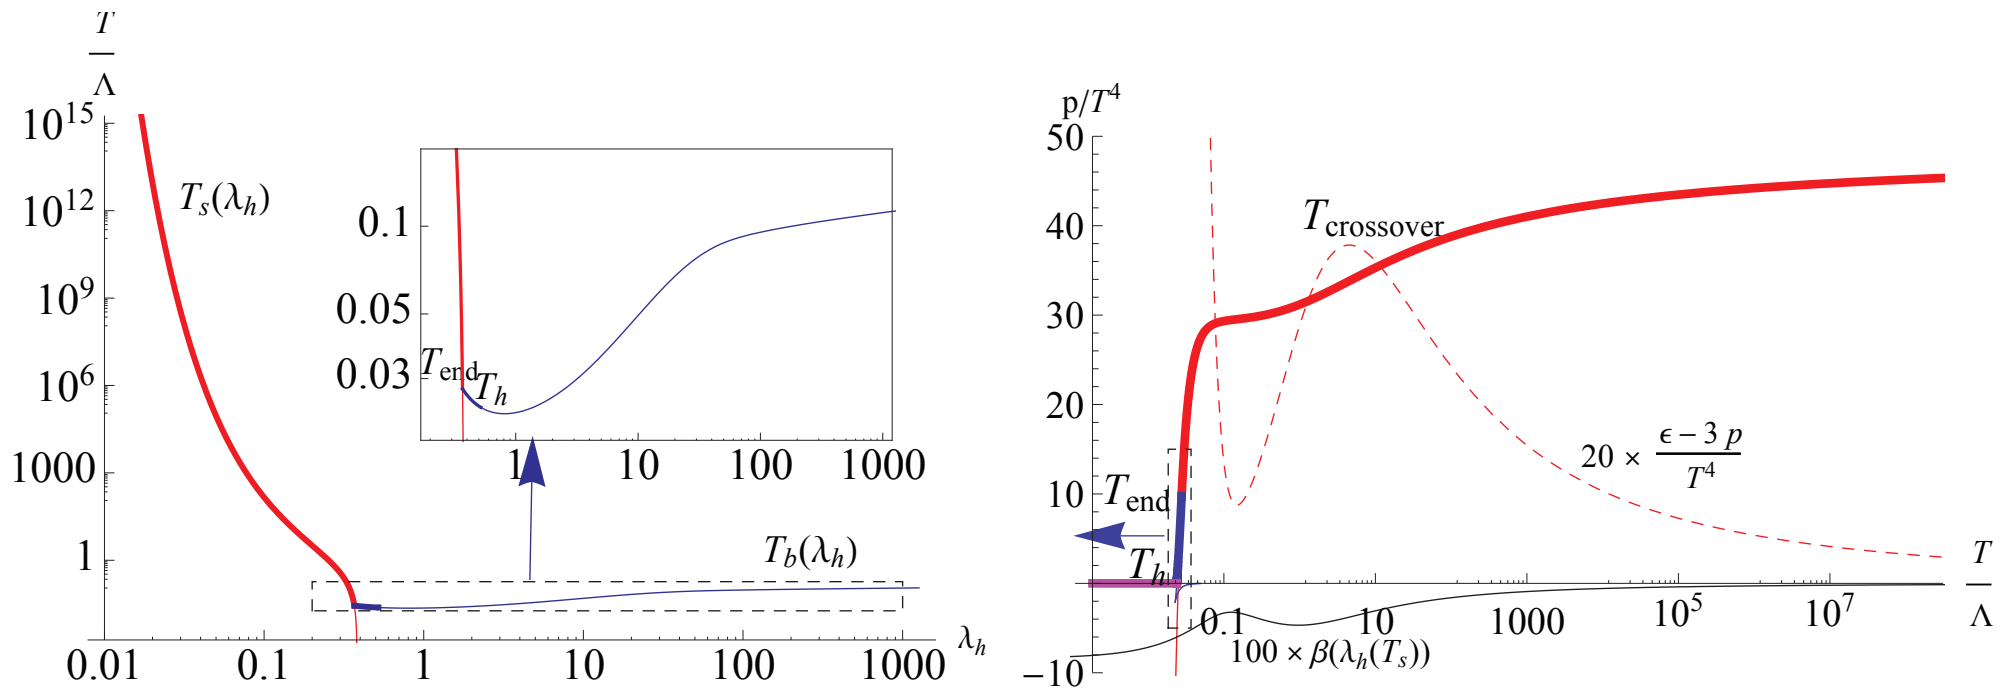 T
Λ
10^15
10^12
10^9
10^6
1000
1
T_s(λ_h)
0.1
0.05
0.03
T_end
T_h
1
10
100
1000
T_b(λ_h)
0.01
0.1
1
10
100
1000
λ_h
p/T^4
50
40
30
20
10
−10
T_crossover
20 × (ϵ − 3 p)/T^4
T_end
T_h
0.1
10
1000
10^5
10^7
T
Λ
100 × β(λ_h(T_s))